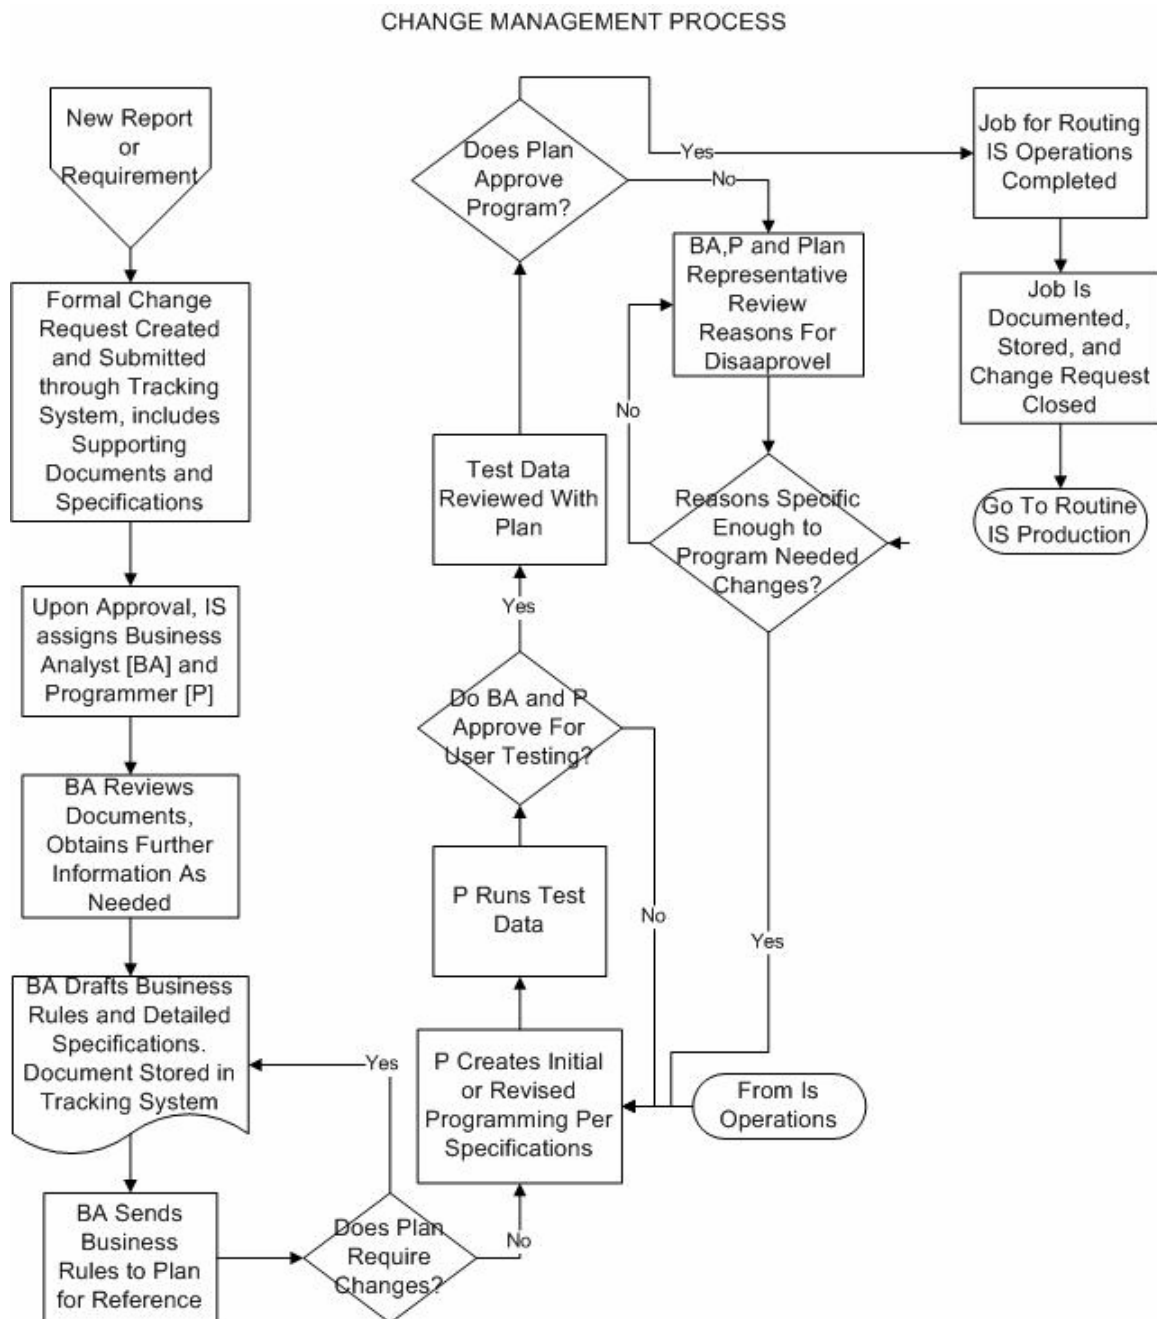 CHANGE MANAGEMENT PROCESS
New Report
or
Requirement
Formal Change
Request Created
and Submitted
through Tracking
System, includes
Supporting
Documents and
Specifications
Upon Approval, IS
assigns Business
Analyst [BA] and
Programmer [P]
BA Reviews
Documents,
Obtains Further
Information As
Needed
BA Drafts Business
Rules and Detailed
Specifications.
Document Stored in
Tracking System
BA Sends
Business
Rules to Plan
for Reference
Does Plan
Require
Changes?
Yes
No
P Creates Initial
or Revised
Programming Per
Specifications
From Is
Operations
P Runs Test
Data
Do BA and P
Approve For
User Testing?
No
Yes
Test Data
Reviewed With
Plan
Does Plan
Approve
Program?
Yes
No
BA,P and Plan
Representative
Review
Reasons For
Disaaprovel
Reasons Specific
Enough to
Program Needed
Changes?
No
Yes
Job for Routing
IS Operations
Completed
Job Is
Documented,
Stored, and
Change Request
Closed
Go To Routine
IS Production